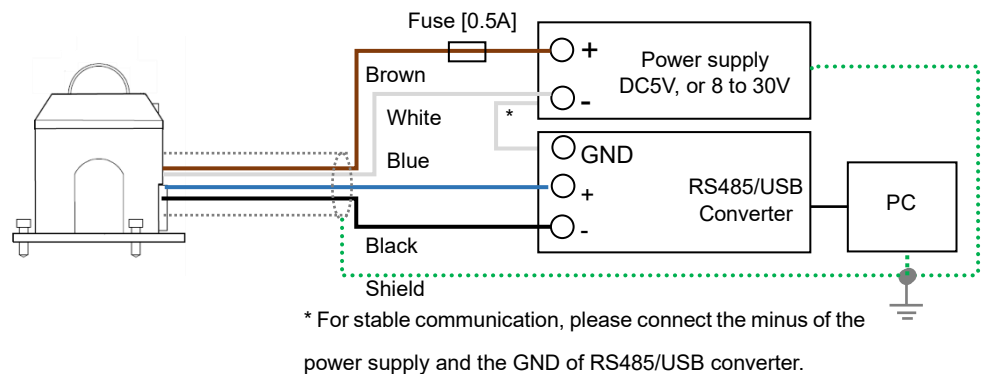 Fuse [0.5A]
+
Power supply
DC5V, or 8 to 30V
Brown
-
White
*
Blue
GND
+
RS485/USB
Converter
PC
-
Black
Shield
* For stable communication, please connect the minus of the
power supply and the GND of RS485/USB converter.